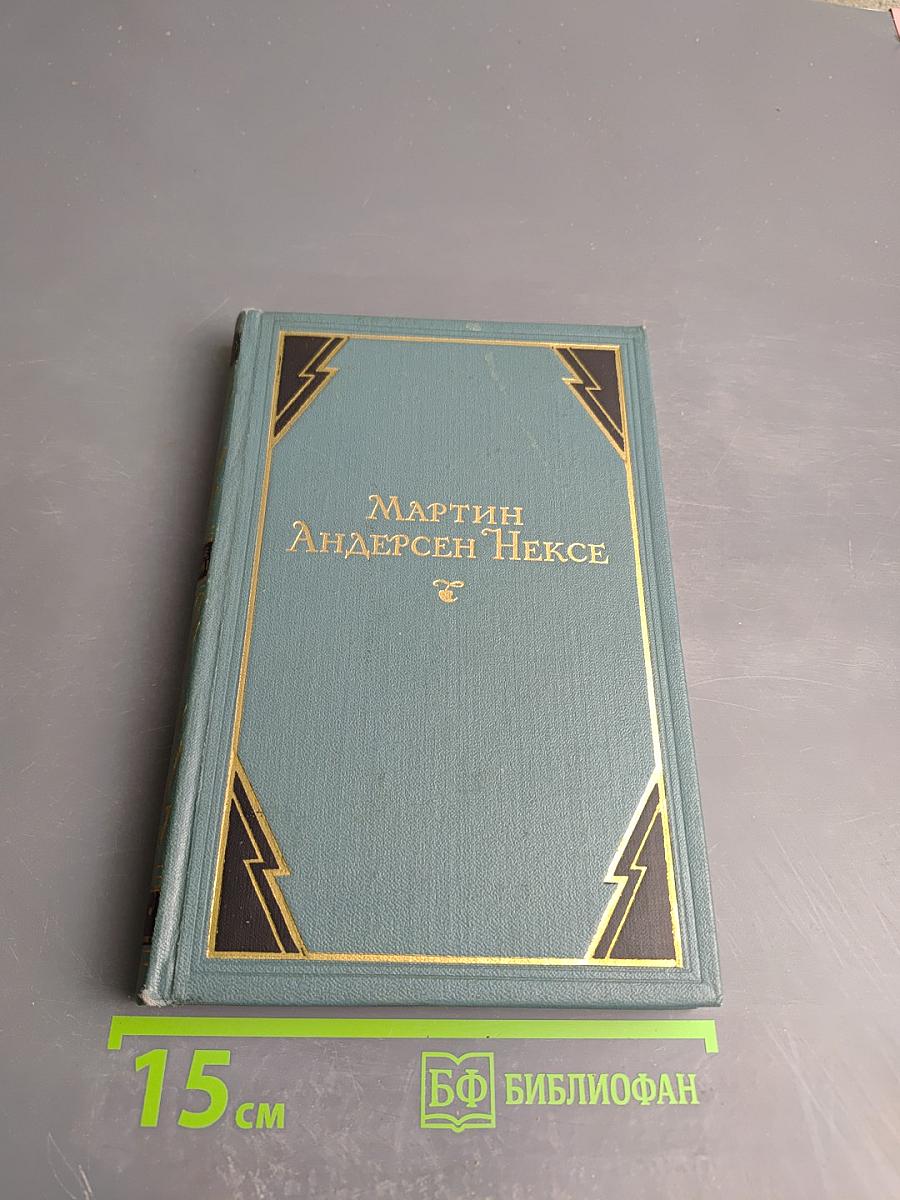 Мартин
Андерсен Нексе
15 см
БФ БИБЛИОФАН